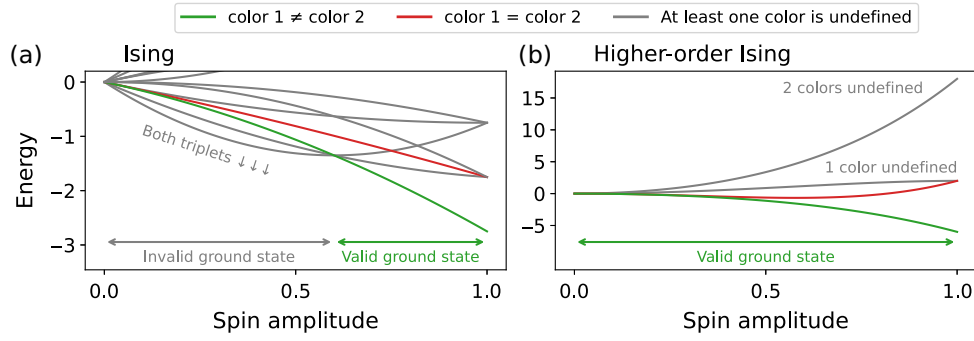 color 1 ≠ color 2
color 1 = color 2
At least one color is undefined
(a)
Ising
Energy
0
−1
−2
−3
Both triplets ↓↓↓
Invalid ground state
Valid ground state
0.0
0.5
1.0
Spin amplitude
(b)
Higher-order Ising
15
10
5
0
−5
2 colors undefined
1 color undefined
Valid ground state
0.0
0.5
1.0
Spin amplitude